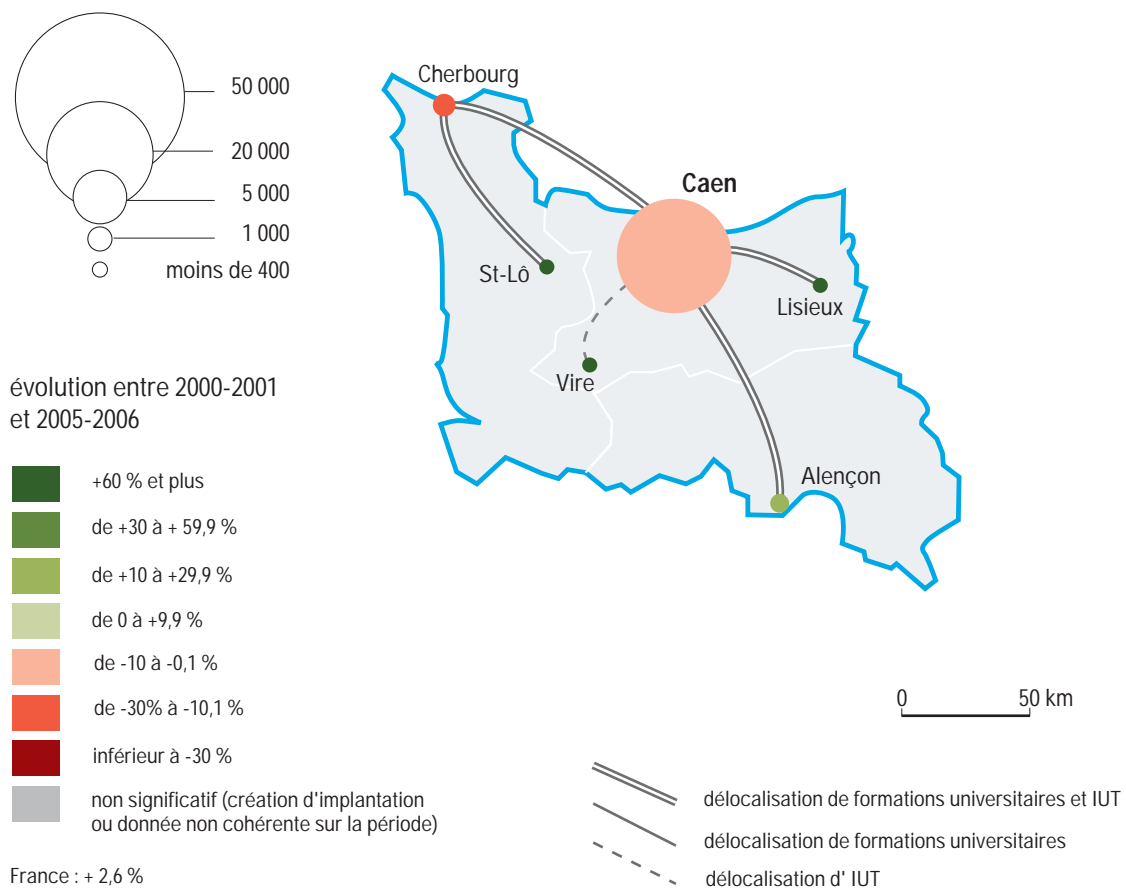 50 000
20 000
5 000
1 000
moins de 400
Cherbourg
Caen
St-Lô
Lisieux
Vire
Alençon
évolution entre 2000-2001
et 2005-2006
+60 % et plus
de +30 à + 59,9 %
de +10 à +29,9 %
de 0 à +9,9 %
de -10 à -0,1 %
de -30% à -10,1 %
inférieur à -30 %
non significatif (création d'implantation
ou donnée non cohérente sur la période)
France : + 2,6 %
0 50 km
délocalisation de formations universitaires et IUT
délocalisation de formations universitaires
délocalisation d' IUT